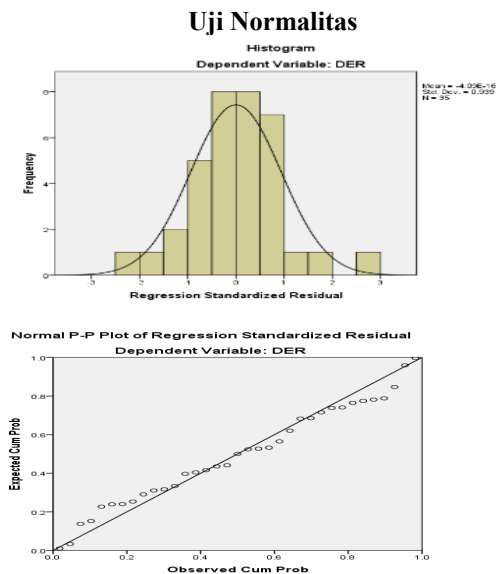 Uji Normalitas
Histogram
Dependent Variable: DER
Mean = -4.09E-16
Std. Dev. = 0.939
N = 35
Frequency
8
6
4
2
0
-3 -2 -1 0 1 2 3
Regression Standardized Residual
Normal P-P Plot of Regression Standardized Residual
Dependent Variable: DER
Expected Cum Prob
1.0
0.8
0.6
0.4
0.2
0.0
0.0 0.2 0.4 0.6 0.8 1.0
Observed Cum Prob